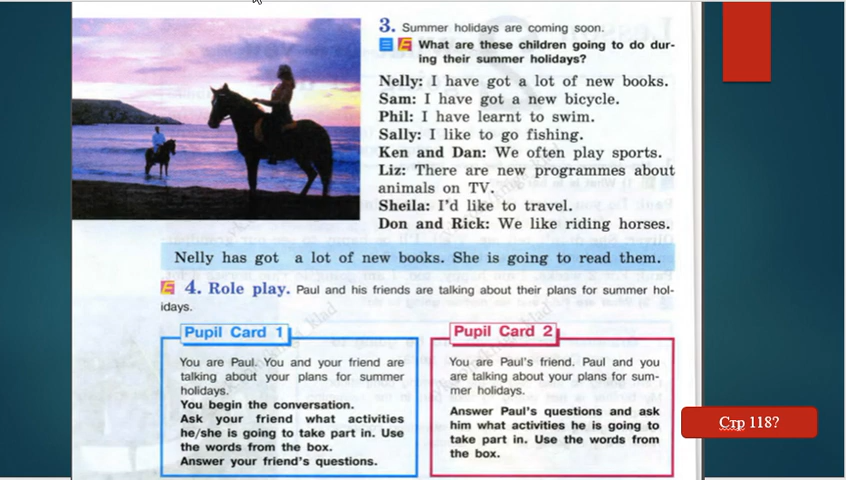 3. Summer holidays are coming soon.
What are these children going to do dur-
ing their summer holidays?
Nelly: I have got a lot of new books.
Sam: I have got a new bicycle.
Phil: I have learnt to swim.
Sally: I like to go fishing.
Ken and Dan: We often play sports.
Liz: There are new programmes about
animals on TV.
Sheila: I'd like to travel.
Don and Rick: We like riding horses.
Nelly has got a lot of new books. She is going to read them.
4. Role play. Paul and his friends are talking about their plans for summer hol-
idays.
Pupil Card 1
You are Paul. You and your friend are
talking about your plans for summer
holidays.
You begin the conversation.
Ask your friend what activities
he/she is going to take part in. Use
the words from the box.
Answer your friend's questions.
Pupil Card 2
You are Paul's friend. Paul and you
are talking about your plans for sum-
mer holidays.
Answer Paul's questions and ask
him what activities he is going to
take part in. Use the words from
the box.
Стр 118?